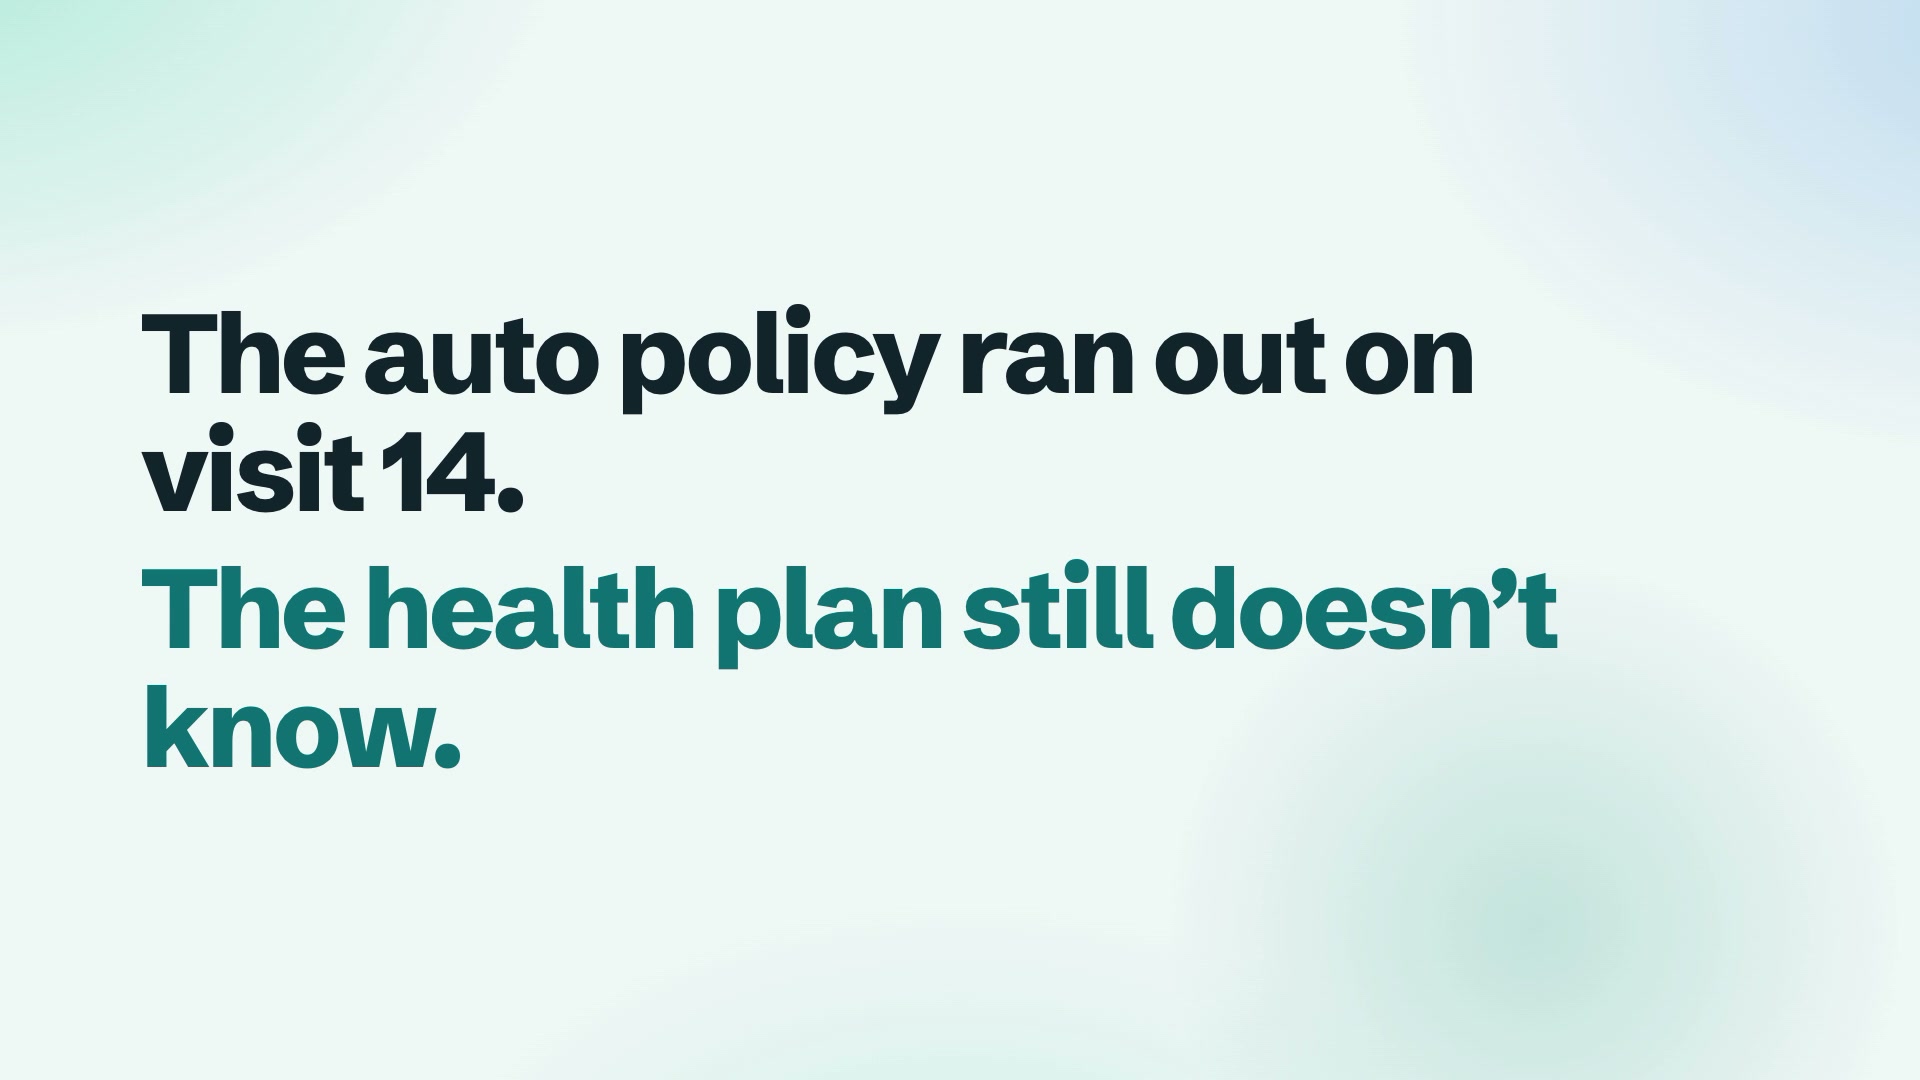 The auto policy ran out on
visit 14.
The health plan still doesn’t
know.